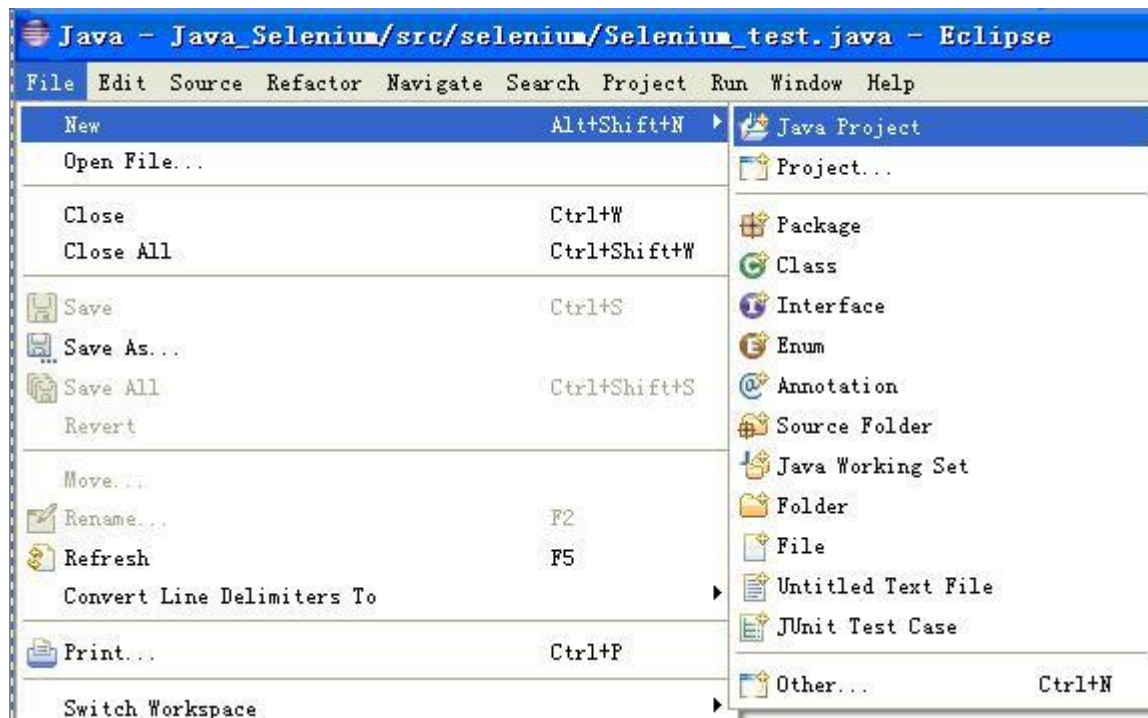 Java - Java_Selenium/src/selenium/Selenium_test.java - Eclipse
File Edit Source Refactor Navigate Search Project Run Window Help
New Alt+Shift+N
Open File...
Close Ctrl+W
Close All Ctrl+Shift+W
Save Ctrl+S
Save As...
Save All Ctrl+Shift+S
Revert
Move...
Rename... F2
Refresh F5
Convert Line Delimiters To
Print... Ctrl+P
Switch Workspace
Java Project
Project...
Package
Class
Interface
Enum
Annotation
Source Folder
Java Working Set
Folder
File
Untitled Text File
JUnit Test Case
Other... Ctrl+N